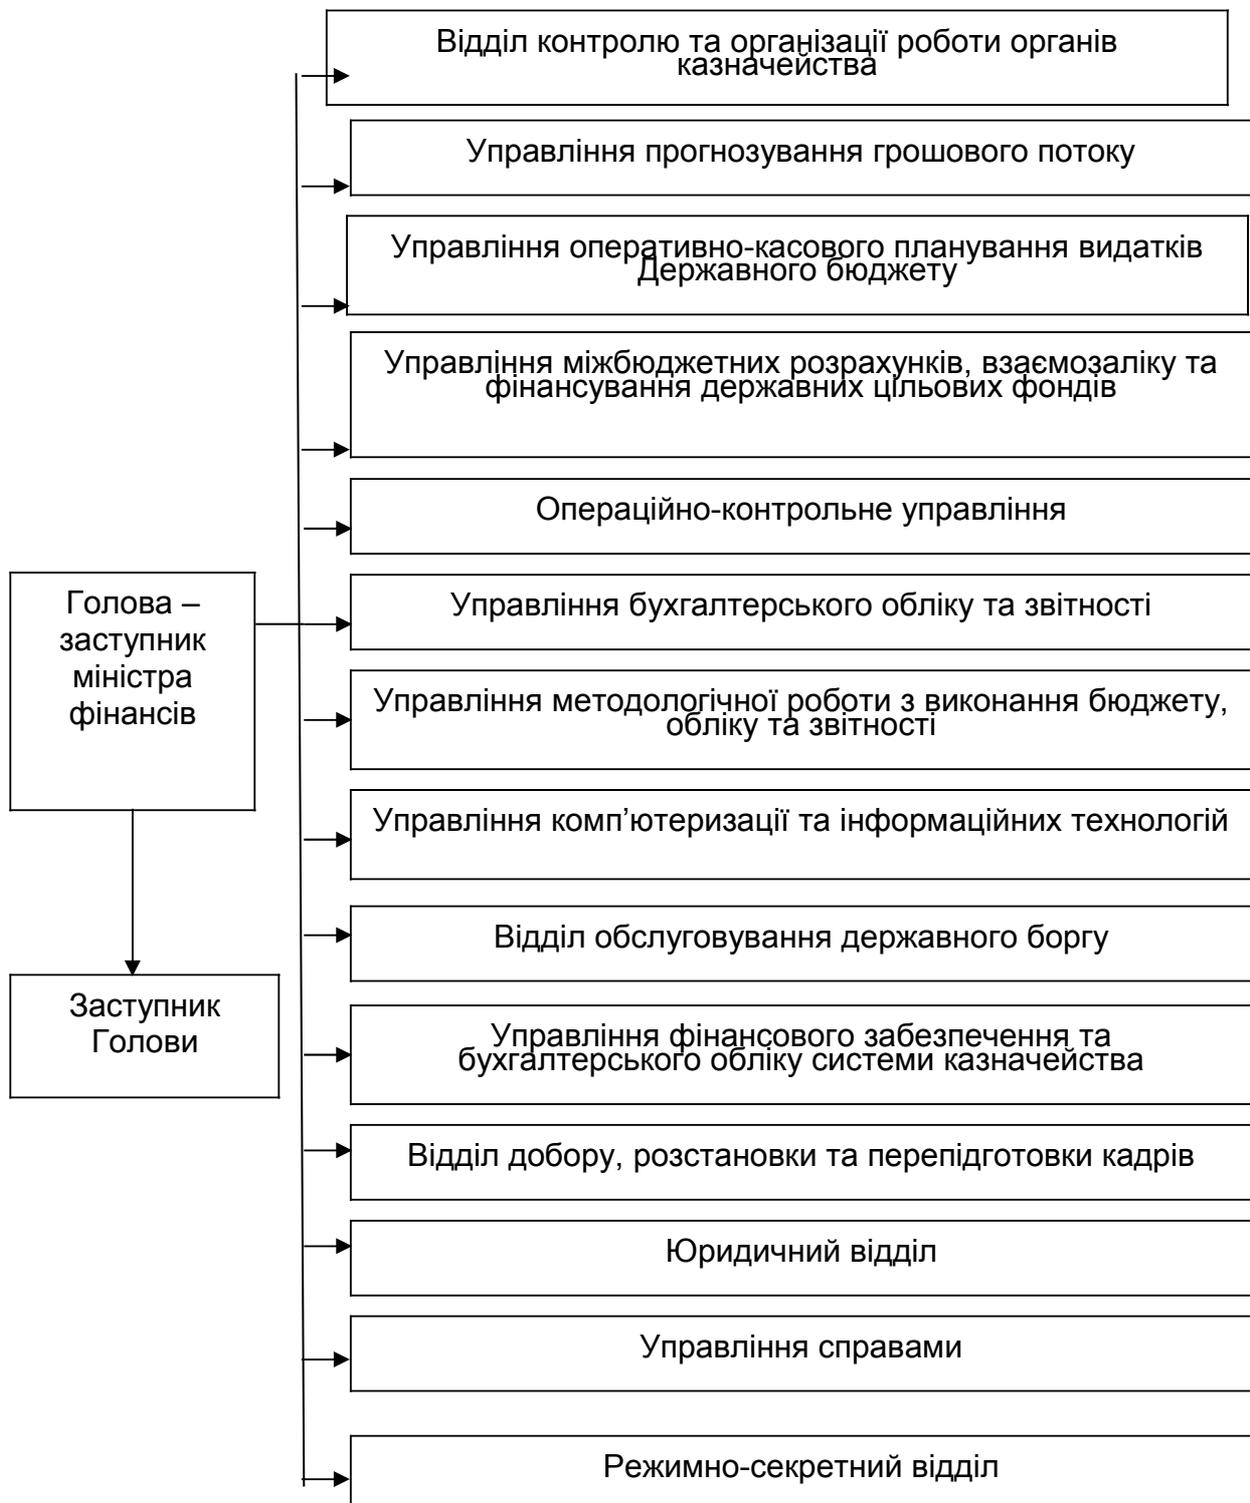 Відділ контролю та організації роботи органів
казначейства
Управління прогнозування грошового потоку
Управління оперативно-касового планування видатків
Державного бюджету
Управління міжбюджетних розрахунків, взаємозаліку та
фінансування державних цільових фондів
Операційно-контрольне управління
Голова –
заступник
міністра
фінансів
Управління бухгалтерського обліку та звітності
Управління методологічної роботи з виконання бюджету,
обліку та звітності
Управління комп’ютеризації та інформаційних технологій
Відділ обслуговування державного боргу
Заступник
Голови
Управління фінансового забезпечення та
бухгалтерського обліку системи казначейства
Відділ добору, розстановки та перепідготовки кадрів
Юридичний відділ
Управління справами
Режимно-секретний відділ